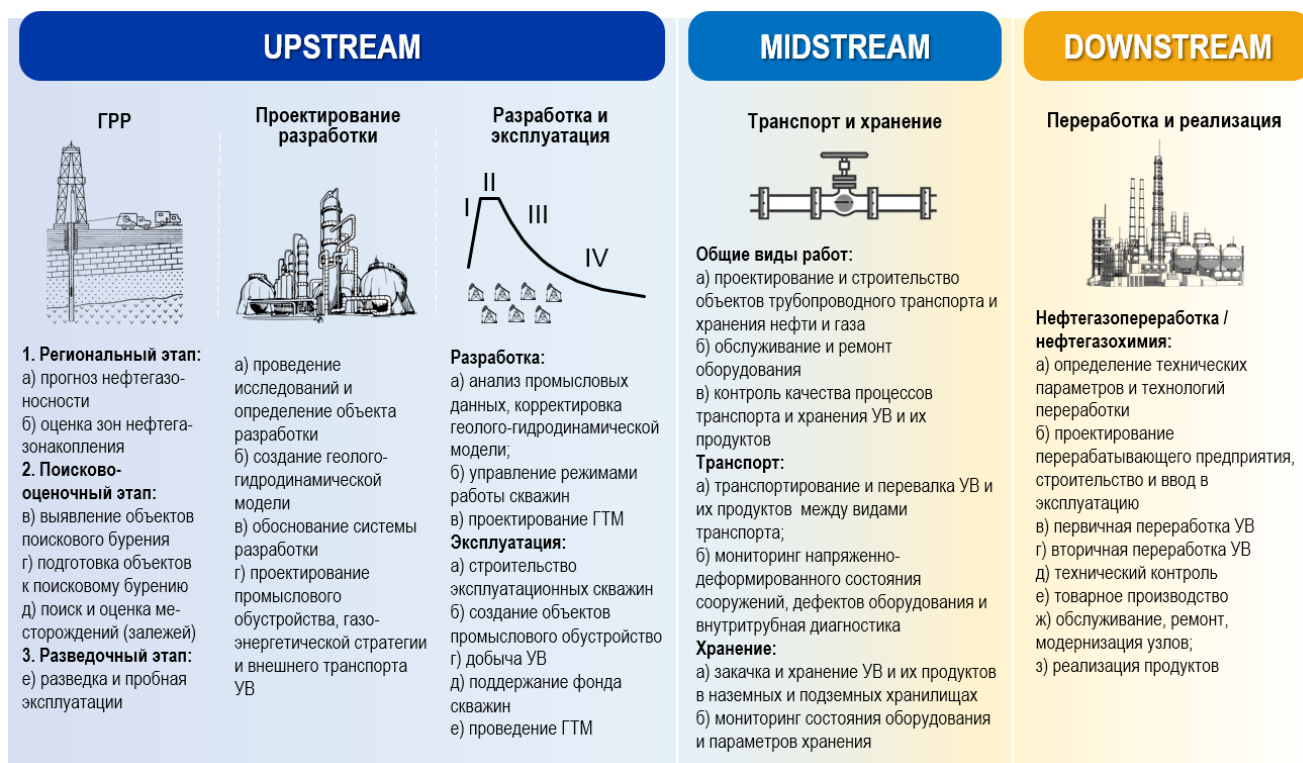 UPSTREAM
ГРР
1. Региональный этап:
а) прогноз нефтегазо-
носности
б) оценка зон нефтега-
зонакопления
2. Поисково-
оценочный этап:
в) выявление объектов
поискового бурения
г) подготовка объектов
к поисковому бурению
д) поиск и оценка ме-
сторождений (залежей)
3. Разведочный этап:
е) разведка и пробная
эксплуатации
Проектирование
разработки
а) проведение
исследований и
определение объекта
разработки
б) создание геолого-
гидродинамической
модели
в) обоснование системы
разработки
г) проектирование
промыслового
обустройства, газо-
энергетической стратегии
и внешнего транспорта
УВ
Разработка и
эксплуатация
I
II
III
IV
Разработка:
а) анализ промысловых
данных, корректировка
геолого-гидродинамической
модели;
б) управление режимами
работы скважин
в) проектирование ГТМ
Эксплуатация:
а) строительство
эксплуатационных скважин
б) создание объектов
промыслового обустройство
г) добыча УВ
д) поддержание фонда
скважин
е) проведение ГТМ
MIDSTREAM
Транспорт и хранение
Общие виды работ:
а) проектирование и строительство
объектов трубопроводного транспорта и
хранения нефти и газа
б) обслуживание и ремонт
оборудования
в) контроль качества процессов
транспорта и хранения УВ и их
продуктов
Транспорт:
а) транспортирование и перевалка УВ и
их продуктов между видами
транспорта;
б) мониторинг напряженно-
деформированного состояния
сооружений, дефектов оборудования и
внутритрубная диагностика
Хранение:
а) закачка и хранение УВ и их продуктов
в наземных и подземных хранилищах
б) мониторинг состояния оборудования
и параметров хранения
DOWNSTREAM
Переработка и реализация
Нефтегазопереработка /
нефтегазохимия:
а) определение технических
параметров и технологий
переработки
б) проектирование
перерабатывающего предприятия,
строительство и ввод в
эксплуатацию
в) первичная переработка УВ
г) вторичная переработка УВ
д) технический контроль
е) товарное производство
ж) обслуживание, ремонт,
модернизация узлов;
з) реализация продуктов